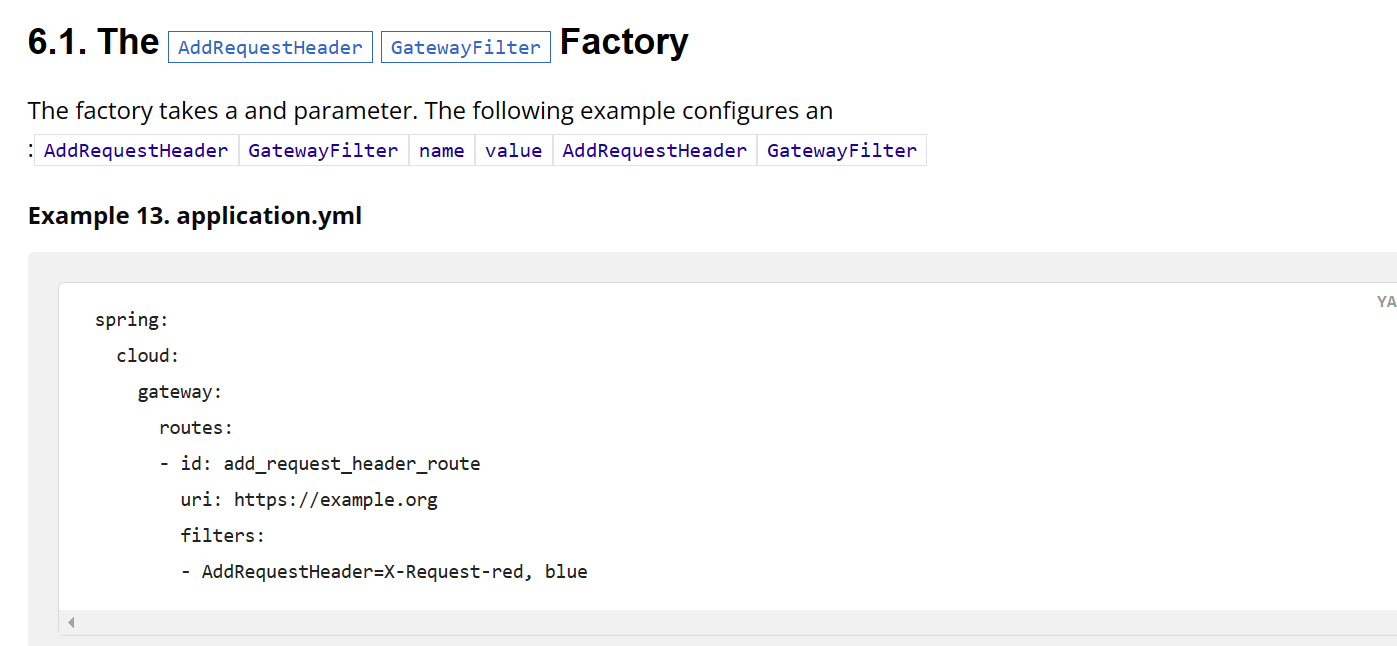 6.1. The AddRequestHeader GatewayFilter Factory
The factory takes a and parameter. The following example configures an
: AddRequestHeader GatewayFilter name value AddRequestHeader GatewayFilter
Example 13. application.yml
YA
spring:
  cloud:
    gateway:
      routes:
      - id: add_request_header_route
        uri: https://example.org
        filters:
        - AddRequestHeader=X-Request-red, blue